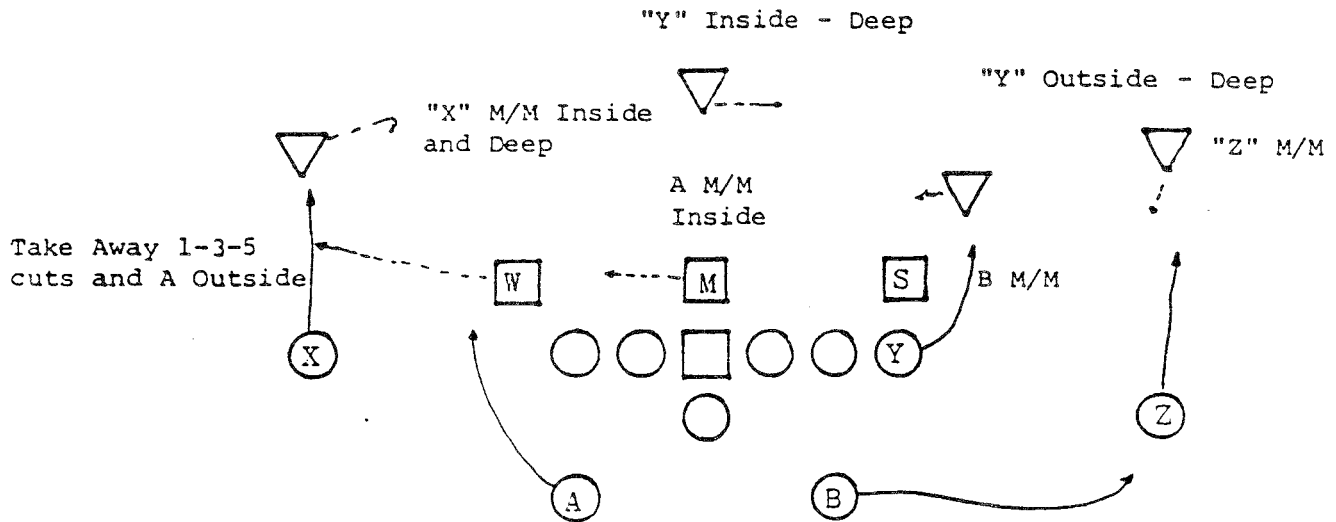 "Y" Inside - Deep
"Y" Outside - Deep
"X" M/M Inside
and Deep
"Z" M/M
A M/M
Inside
Take Away 1-3-5
cuts and A Outside
W
M
S
B M/M
X
Y
Z
A
B